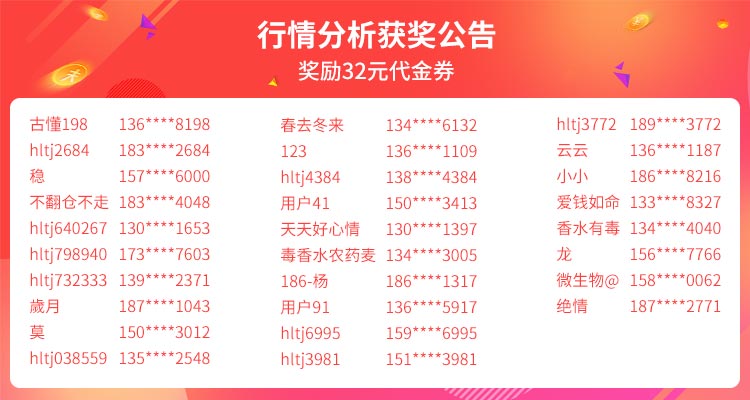 行情分析获奖公告
奖励32元代金券
古懂198 136****8198
hltj2684 183****2684
稳 157****6000
不翻仓不走 183****4048
hltj640267 130****1653
hltj798940 173****7603
hltj732333 139****2371
歲月 187****1043
莫 150****3012
hltj038559 135****2548
春去冬来 134****6132
123 136****1109
hltj4384 138****4384
用户41 150****3413
天天好心情 130****1397
毒香水农药麦 134****3005
186-杨 186****1317
用户91 136****5917
hltj6995 159****6995
hltj3981 151****3981
hltj3772 189****3772
云云 136****1187
小小 186****8216
爱钱如命 133****8327
香水有毒 134****4040
龙 156****7766
微生物@ 158****0062
绝情 187****2771